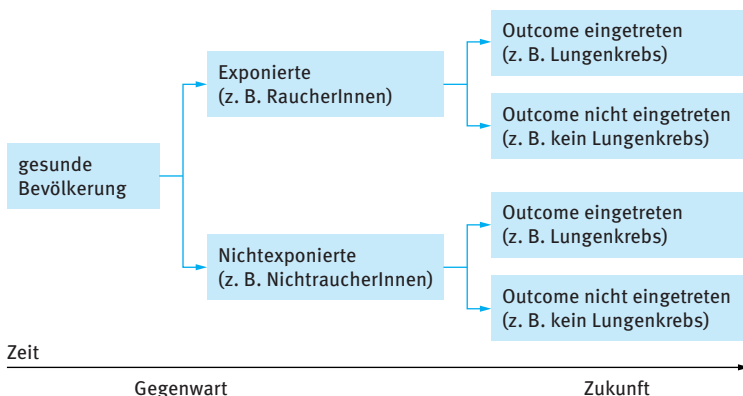 gesunde
Bevölkerung
Exponierte
(z. B. RaucherInnen)
Nichtexponierte
(z. B. NichtraucherInnen)
Outcome eingetreten
(z. B. Lungenkrebs)
Outcome nicht eingetreten
(z. B. kein Lungenkrebs)
Outcome eingetreten
(z. B. Lungenkrebs)
Outcome nicht eingetreten
(z. B. kein Lungenkrebs)
Zeit
Gegenwart
Zukunft